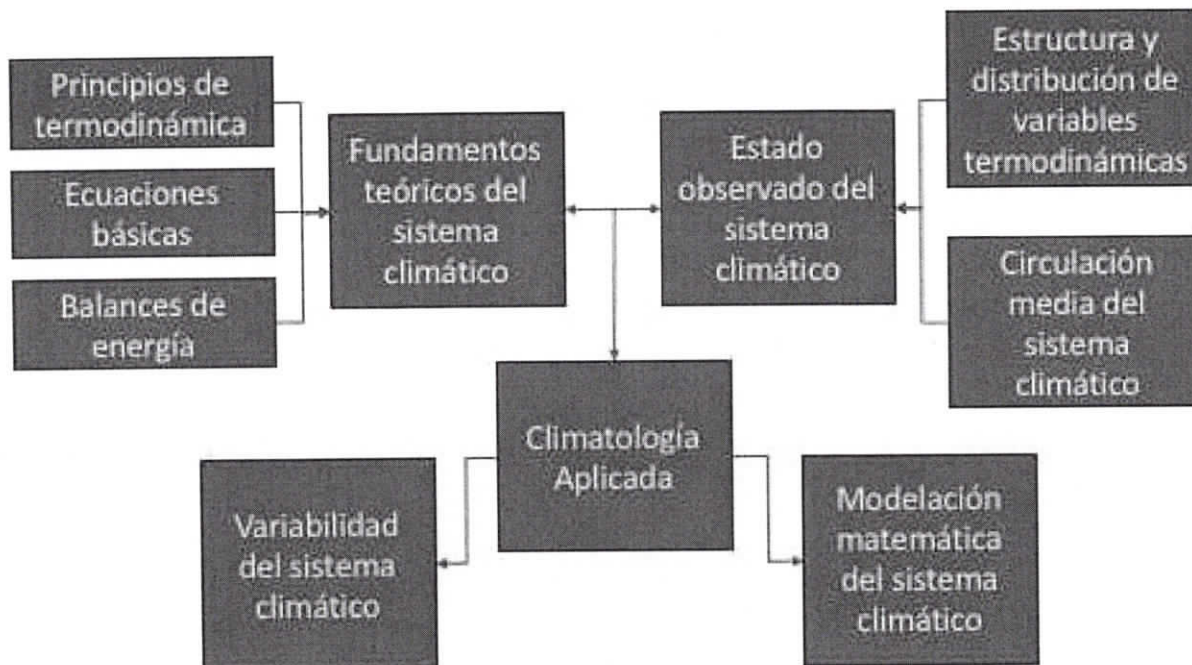 Principios de
termodinámica
Ecuaciones
básicas
Balances de
energía
Fundamentos
teóricos del
sistema
climático
Estado
observado del
sistema
climático
Estructura y
distribución de
variables
termodinámicas
Circulación
media del
sistema
climático
Climatología
Aplicada
Variabilidad
del sistema
climático
Modelación
matemática
del sistema
climático